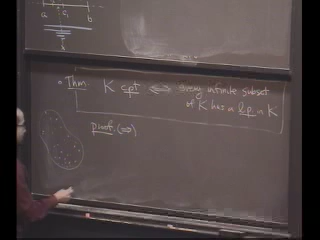 a c₁ b
Thm. K cpt ⟺ every infinite subset
of K has a l.p. in K
proof. (⇒)